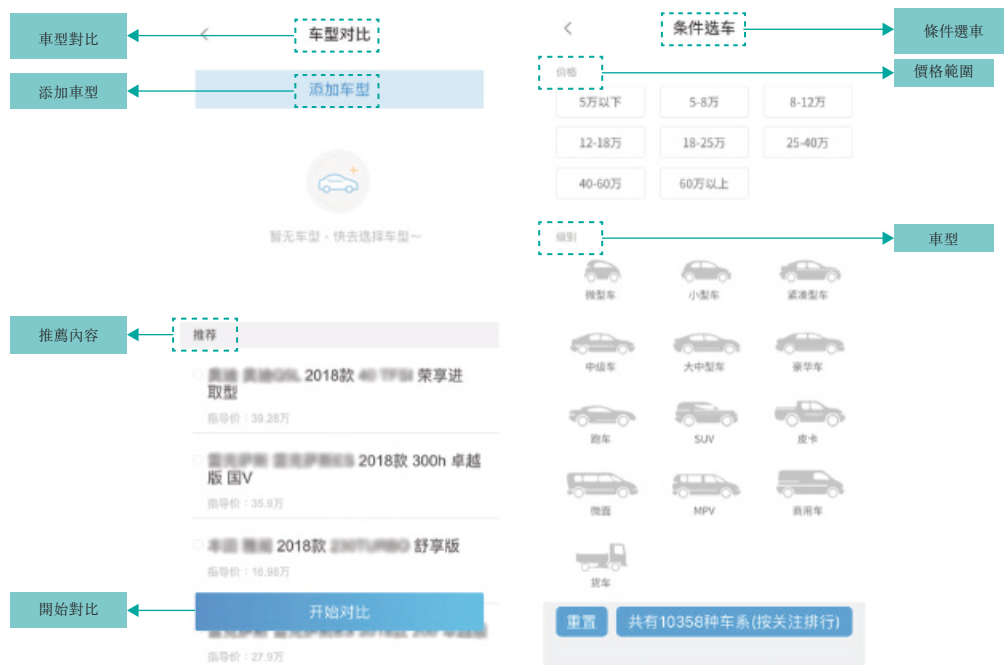 車型對比
车型对比
添加車型
添加车型
暂无车型，快去选择车型～
推薦內容
推荐
2018款 荣享进
取型
指导价：39.28万
2018款 300h 卓越
版 国V
指导价：35.9万
2018款 舒享版
指导价：16.98万
開始對比
开始对比
指导价：27.9万
条件选车
條件選車
价格
價格範圍
5万以下 5-8万 8-12万
12-18万 18-25万 25-40万
40-60万 60万以上
级别
車型
微型车 小型车 紧凑型车
中级车 大中型车 豪华车
跑车 SUV 皮卡
微面 MPV 商用车
货车
重置 共有10358种车系(按关注排行)